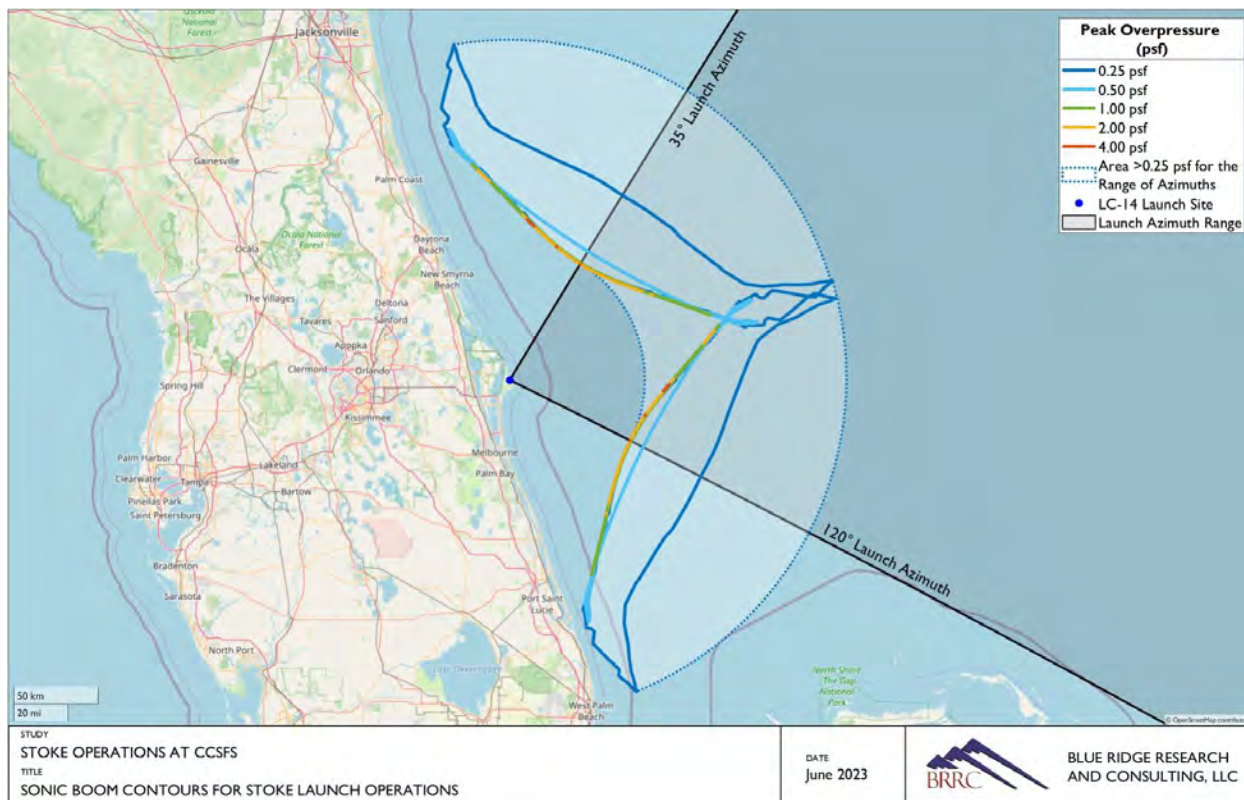 Osceola
National
Forest
Jacksonville
Gainesville
Palm Coast
Ocala National
Forest
Daytona
Beach
Ocala
New Smyrna
Beach
The Villages
Deltona
Tavares
Sanford
Apopka
Clermont
Orlando
Spring Hill
Kissimmee
Melbourne
Palm Harbor
Lakeland
Palm Bay
Clearwater
Tampa
Pinellas Park
Bartow
Saint Petersburg
Bradenton
Sarasota
Port Saint
Lucie
North Port
Lake Okeechobee
West Palm
Beach
North Shore
The Gap
National
Park
35° Launch Azimuth
120° Launch Azimuth
Peak Overpressure
(psf)
0.25 psf
0.50 psf
1.00 psf
2.00 psf
4.00 psf
Area >0.25 psf for the
Range of Azimuths
LC-14 Launch Site
Launch Azimuth Range
50 km
20 mi
© OpenStreetMap contributo
STUDY
STOKE OPERATIONS AT CCSFS
TITLE
SONIC BOOM CONTOURS FOR STOKE LAUNCH OPERATIONS
DATE
June 2023
BRRC
BLUE RIDGE RESEARCH
AND CONSULTING, LLC